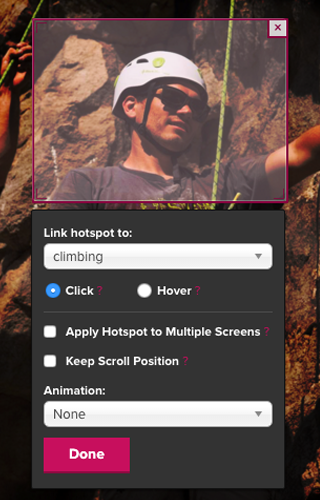 Link hotspot to:
climbing
Click ?
Hover ?
Apply Hotspot to Multiple Screens ?
Keep Scroll Position ?
Animation:
None
Done